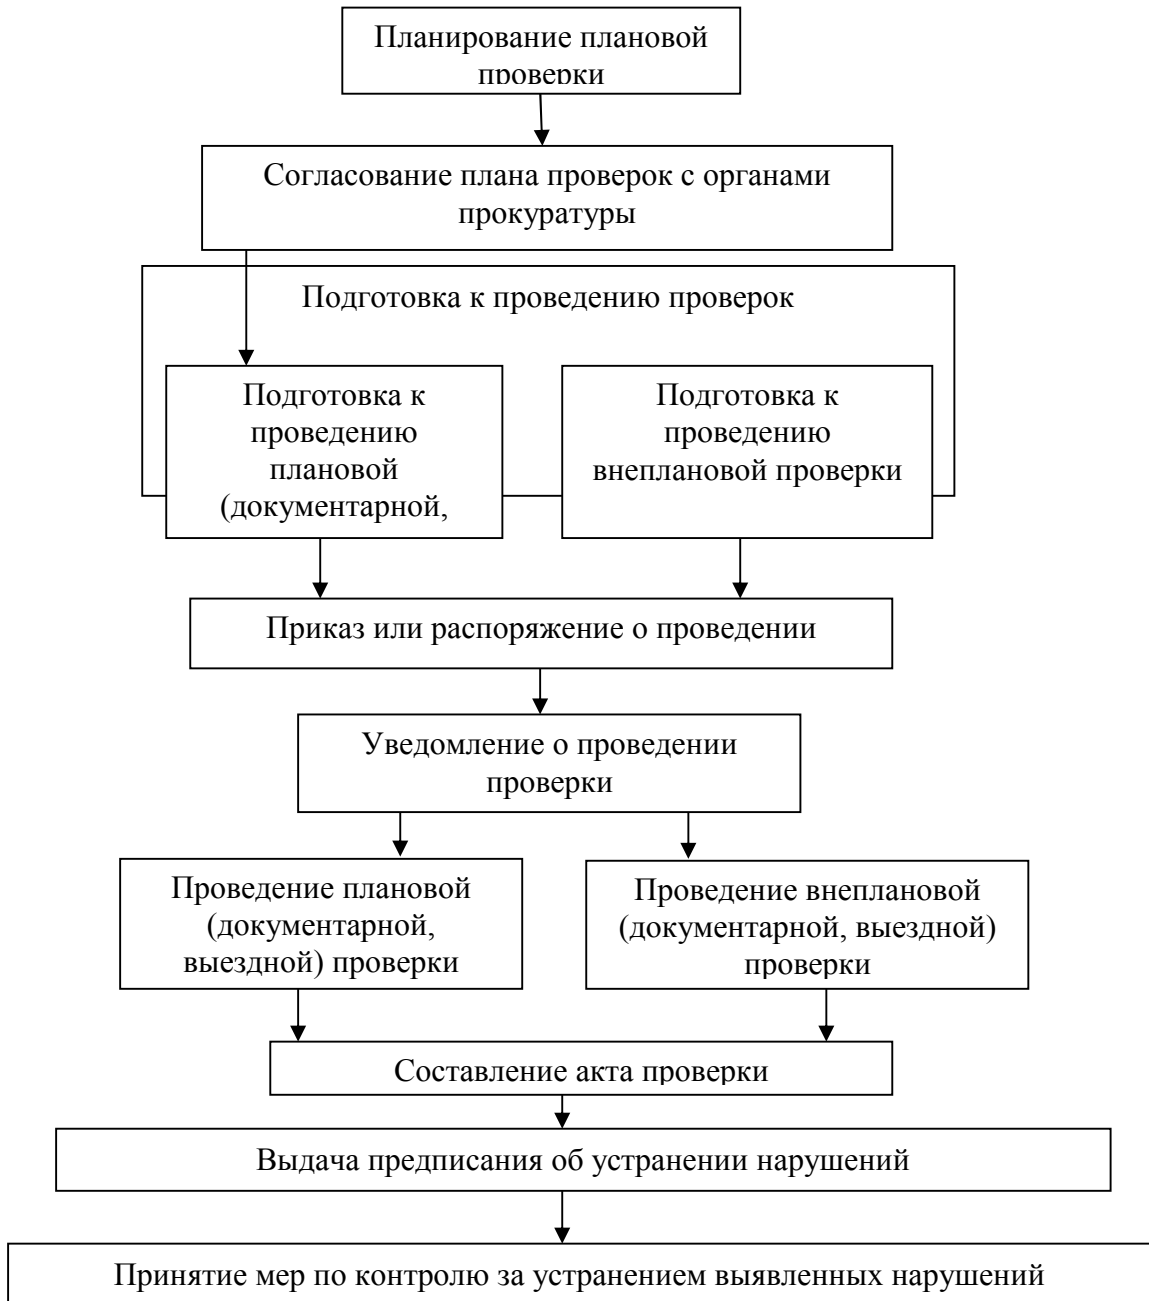 Планирование плановой
проверки
Согласование плана проверок с органами
прокуратуры
Подготовка к проведению проверок
Подготовка к
проведению
плановой
(документарной,
Подготовка к
проведению
внеплановой проверки
Приказ или распоряжение о проведении
Уведомление о проведении
проверки
Проведение плановой
(документарной,
выездной) проверки
Проведение внеплановой
(документарной, выездной)
проверки
Составление акта проверки
Выдача предписания об устранении нарушений
Принятие мер по контролю за устранением выявленных нарушений